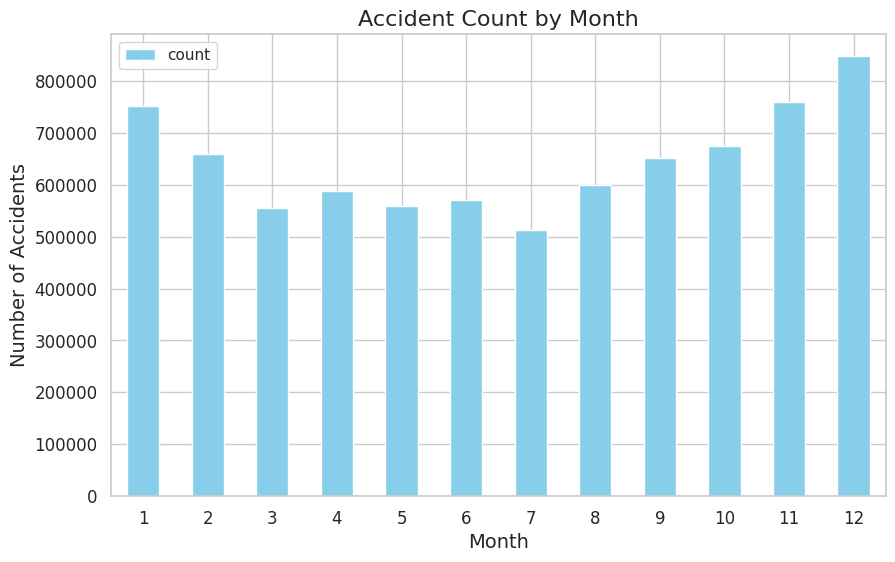 Accident Count by Month
count
Number of Accidents
800000
700000
600000
500000
400000
300000
200000
100000
0
1 2 3 4 5 6 7 8 9 10 11 12
Month